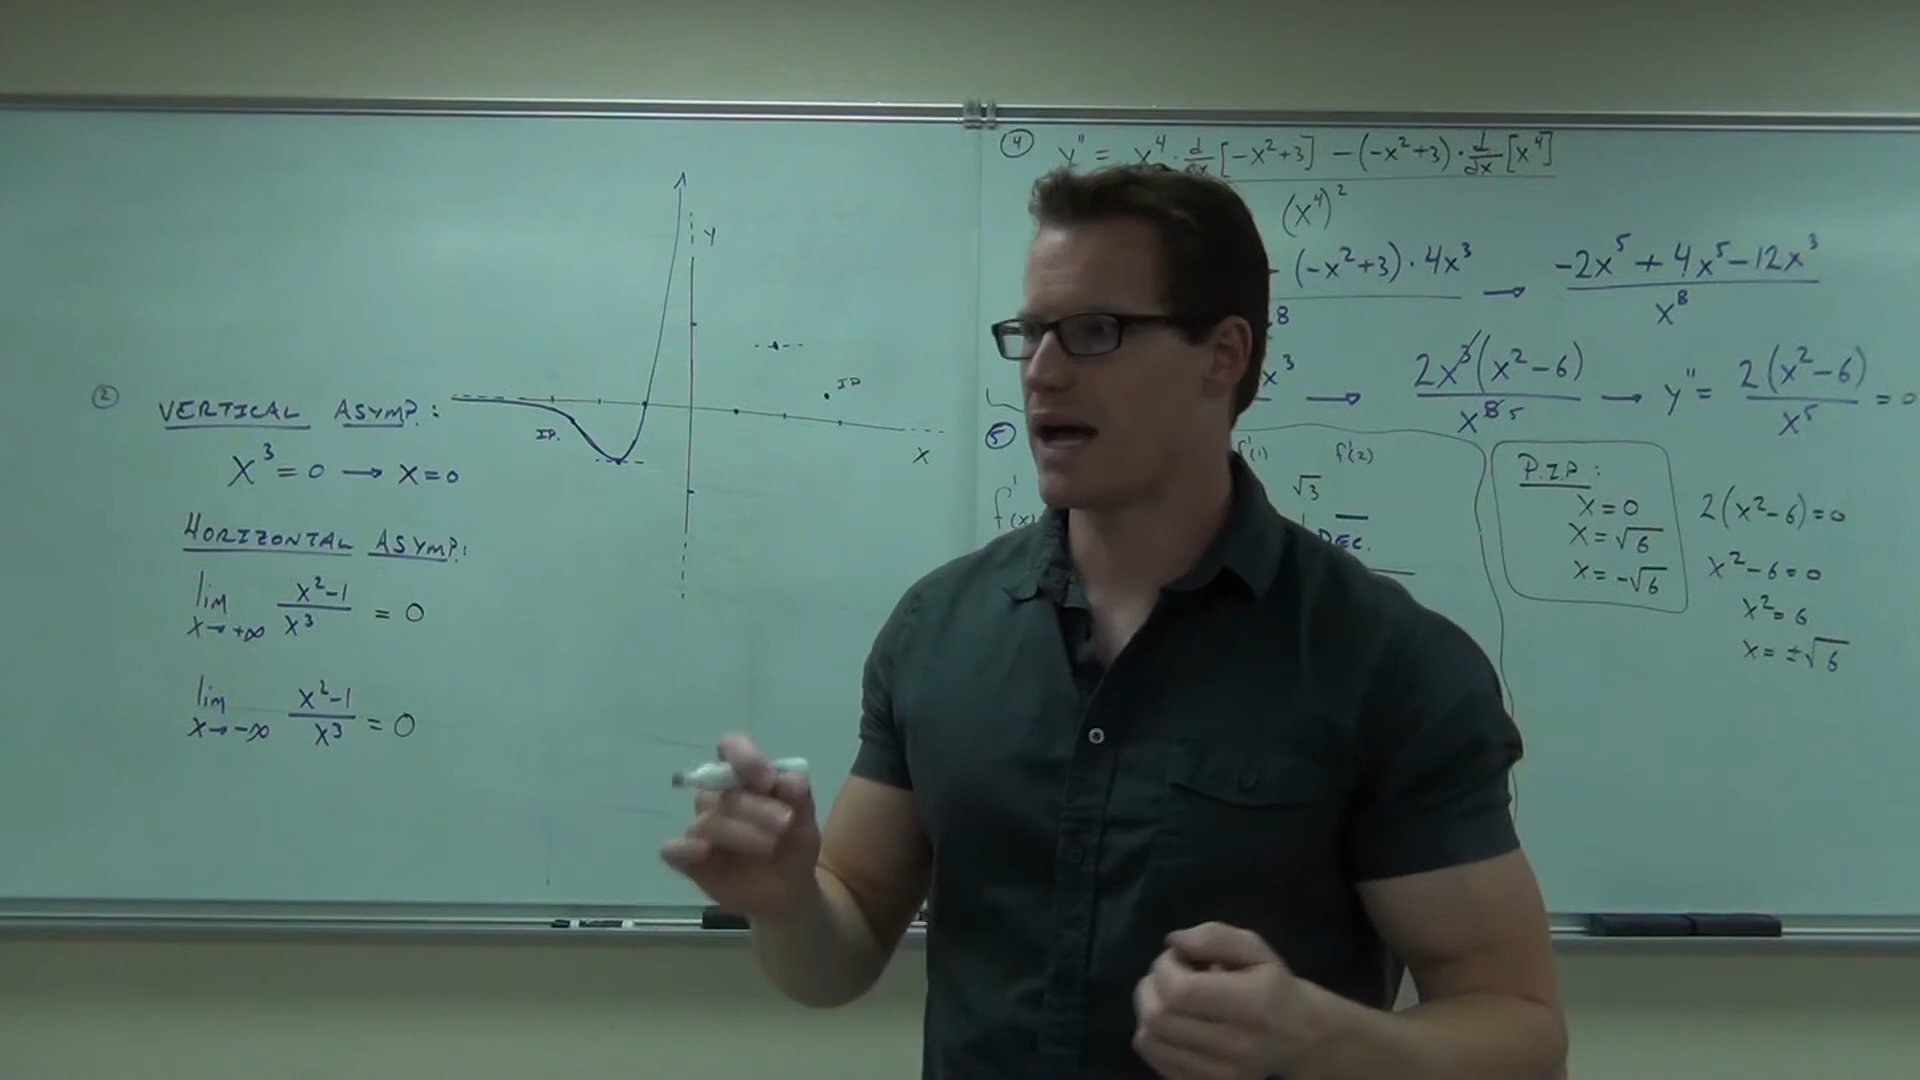 ②
VERTICAL ASYMP:
x³=0 → x=0
HORIZONTAL ASYMP:
lim x→+∞ x²-1 / x³ = 0
lim x→-∞ x²-1 / x³ = 0
y
IP.
IP
x
④ y'' = x⁴·d/dx[-x²+3] -(-x²+3)·d/dx[x⁴]
(x⁴)²
- (-x²+3)·4x³ / 8 → -2x⁵+4x⁵-12x³ / x⁸
x³ → 2x³(x²-6) / x⁸ ⁵ → y''= 2(x²-6) / x⁵ =0
⑤
f'(1) f'(2)
f'(x)
√3
DEC.
P.I.P:
x=0
x=√6
x=-√6
2(x²-6)=0
x²-6=0
x²=6
x=±√6